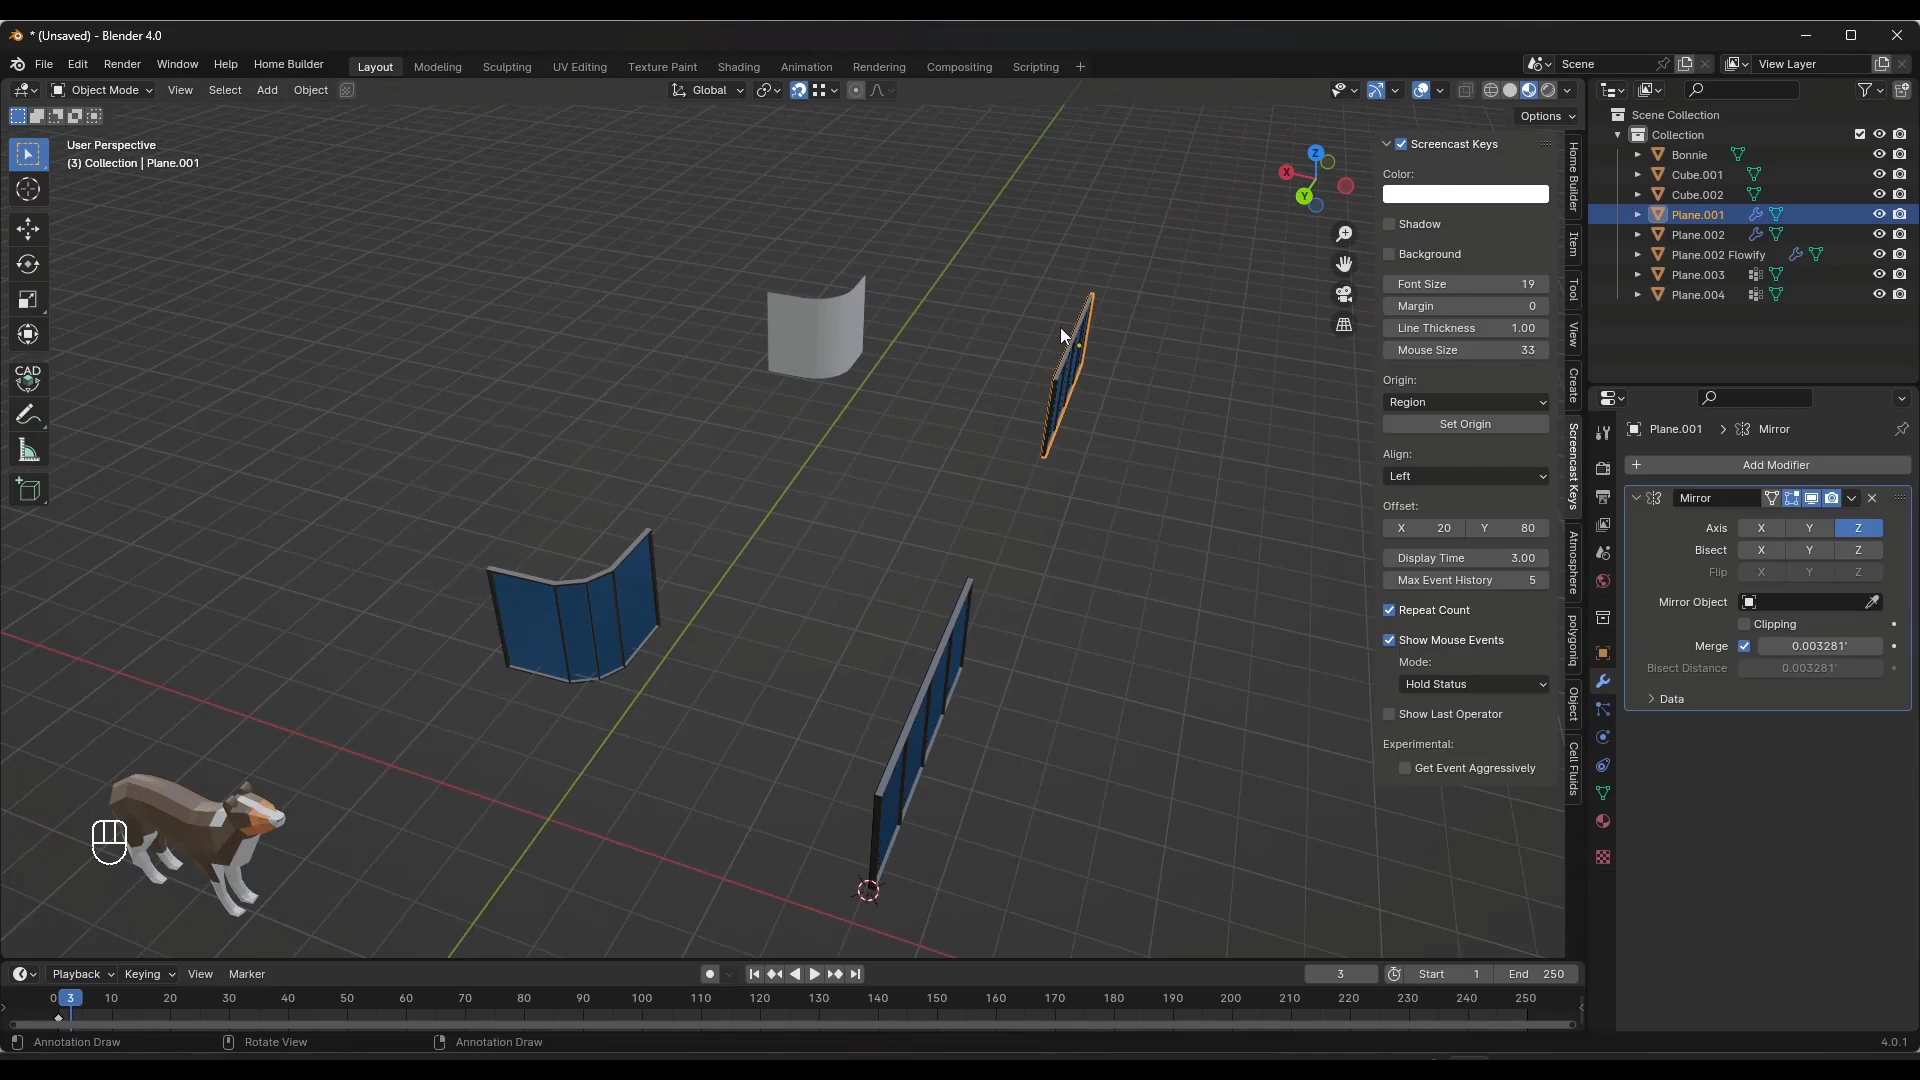 * (Unsaved) - Blender 4.0
File Edit Render Window Help Home Builder
Layout Modeling Sculpting UV Editing Texture Paint Shading Animation Rendering Compositing Scripting +
Scene View Layer
Object Mode View Select Add Object
Global
Options
User Perspective
(3) Collection | Plane.001
X
Y
Z
CAD
Screencast Keys
Color:
Shadow
Background
Font Size 19
Margin 0
Line Thickness 1.00
Mouse Size 33
Origin:
Region
Set Origin
Align:
Left
Offset:
X 20 Y 80
Display Time 3.00
Max Event History 5
Repeat Count
Show Mouse Events
Mode:
Hold Status
Show Last Operator
Experimental:
Get Event Aggressively
Home Builder
Item
Tool
View
Create
Screencast Keys
Atmosphere
polygoniq
Object
Cell Fluids
Scene Collection
Collection
Bonnie
Cube.001
Cube.002
Plane.001
Plane.002
Plane.002 Flowify
Plane.003
Plane.004
Plane.001 > Mirror
+ Add Modifier
Mirror
Axis X Y Z
Bisect X Y Z
Flip X Y Z
Mirror Object
Clipping
Merge 0.003281'
Bisect Distance 0.003281'
Data
Playback Keying View Marker
3 Start 1 End 250
0 3 10 20 30 40 50 60 70 80 90 100 110 120 130 140 150 160 170 180 190 200 210 220 230 240 250
Annotation Draw Rotate View Annotation Draw
4.0.1